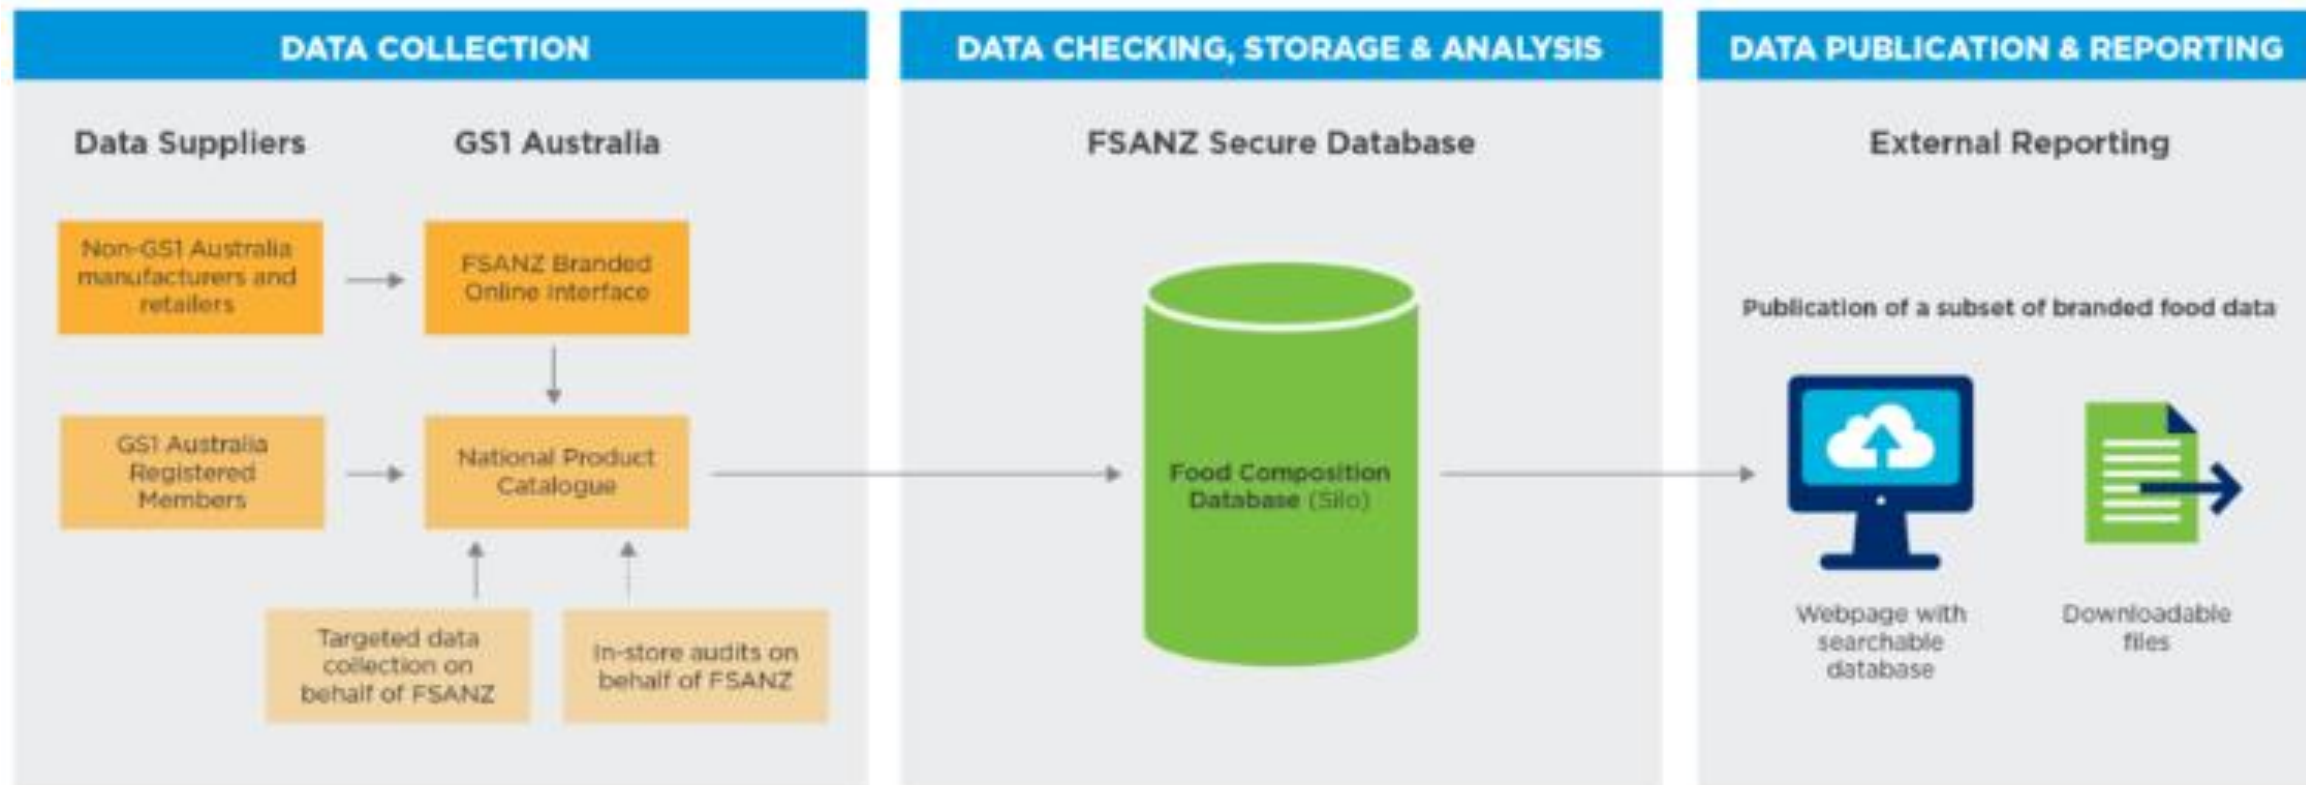 DATA COLLECTION
Data Suppliers
GS1 Australia
Non-GS1 Australia
manufacturers and
retailers
FSANZ Branded
Online Interface
GS1 Australia
Registered
Members
National Product
Catalogue
Targeted data
collection on
behalf of FSANZ
In-store audits on
behalf of FSANZ
DATA CHECKING, STORAGE & ANALYSIS
FSANZ Secure Database
Food Composition
Database (Silo)
DATA PUBLICATION & REPORTING
External Reporting
Publication of a subset of branded food data
Webpage with
searchable
database
Downloadable
files